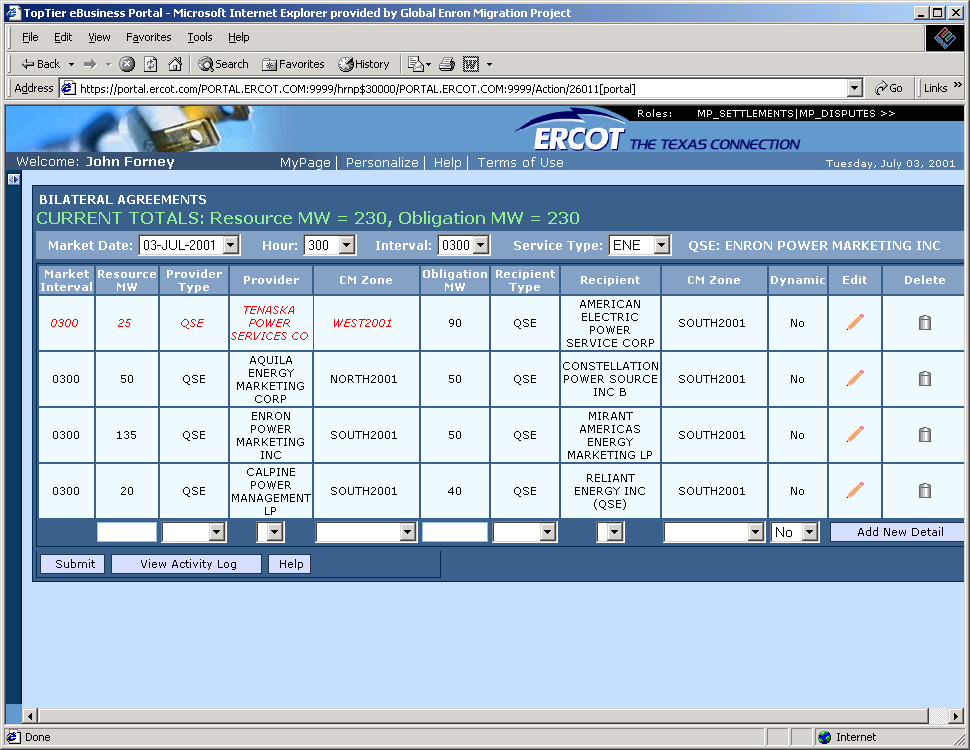 TopTier eBusiness Portal - Microsoft Internet Explorer provided by Global Enron Migration Project
File Edit View Favorites Tools Help
Back Search Favorites History
Address https://portal.ercot.com/PORTAL.ERCOT.COM:9999/hrnp$30000/PORTAL.ERCOT.COM:9999/Action/26011[portal] Go Links »
Roles: MP_SETTLEMENTS|MP_DISPUTES >>
ERCOT THE TEXAS CONNECTION
Welcome: John Forney MyPage | Personalize | Help | Terms of Use Tuesday, July 03, 2001
BILATERAL AGREEMENTS
CURRENT TOTALS: Resource MW = 230, Obligation MW = 230
Market Date: 03-JUL-2001 Hour: 300 Interval: 0300 Service Type: ENE QSE: ENRON POWER MARKETING INC
Market Resource Provider Provider CM Zone Obligation Recipient Recipient CM Zone Dynamic Edit Delete
Interval MW Type MW Type
TENASKA AMERICAN
0300 25 QSE POWER WEST2001 90 QSE ELECTRIC SOUTH2001 No
SERVICES CO POWER
SERVICE CORP
AQUILA
0300 50 QSE ENERGY NORTH2001 50 QSE CONSTELLATION SOUTH2001 No
MARKETING POWER SOURCE
CORP INC B
ENRON MIRANT
0300 135 QSE POWER SOUTH2001 50 QSE AMERICAS SOUTH2001 No
MARKETING ENERGY
INC MARKETING LP
CALPINE RELIANT
0300 20 QSE POWER SOUTH2001 40 QSE ENERGY INC SOUTH2001 No
MANAGEMENT (QSE)
LP
No Add New Detail
Submit View Activity Log Help
Done Internet